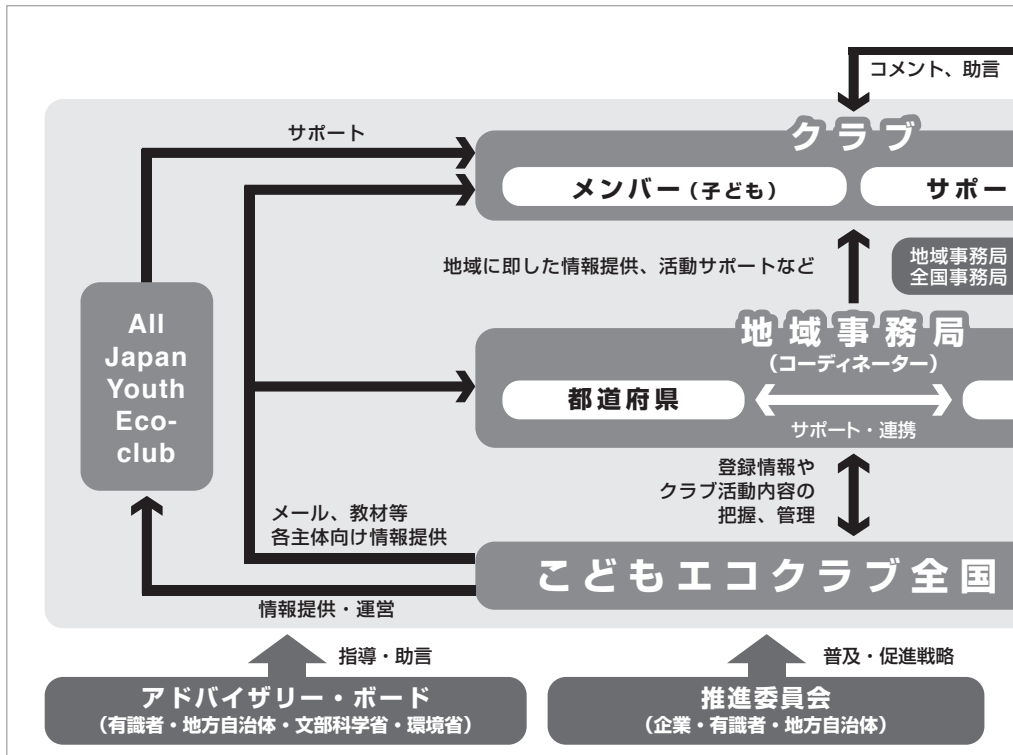 コメント、助言
サポート
クラブ
メンバー（子ども）
サポー
地域に即した情報提供、活動サポートなど
地域事務局
全国事務局
All
Japan
Youth
Eco-
club
地域事務局
（コーディネーター）
都道府県
サポート・連携
登録情報や
クラブ活動内容の
把握、管理
メール、教材等
各主体向け情報提供
こどもエコクラブ全国
情報提供・運営
指導・助言
普及・促進戦略
アドバイザリー・ボード
（有識者・地方自治体・文部科学省・環境省）
推進委員会
（企業・有識者・地方自治体）